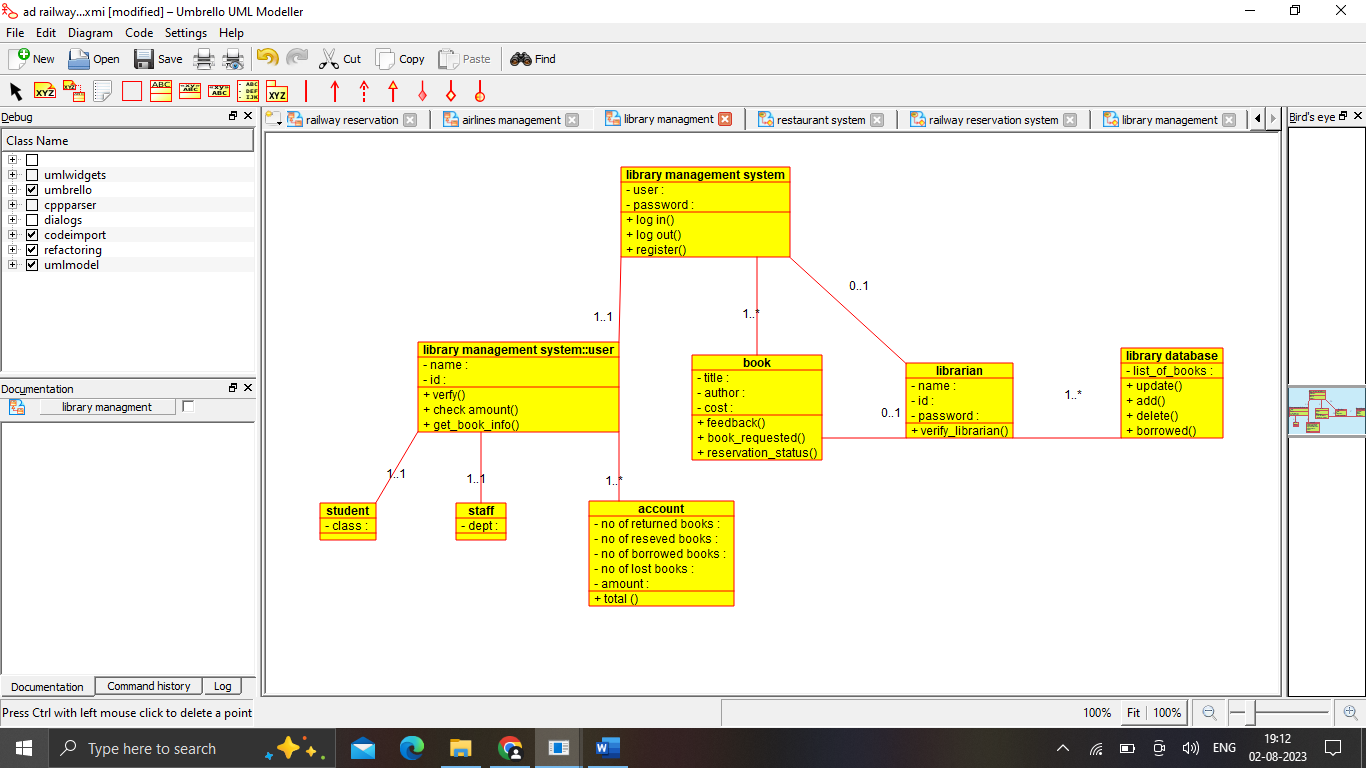 ad railway...xmi [modified] – Umbrello UML Modeller
File Edit Diagram Code Settings Help
New Open Save Cut Copy Paste Find
XYZ XYZ ABC -xy= ABC -xy= ABC ABC DEF IJK XYZ
Debug
Class Name
umlwidgets
umbrello
cppparser
dialogs
codeimport
refactoring
umlmodel
Documentation
library managment
Documentation Command history Log
Press Ctrl with left mouse click to delete a point
railway reservation airlines management library managment restaurant system railway reservation system library management
Bird's eye
library management system
- user :
- password :
+ log in()
+ log out()
+ register()
1..1
1..*
0..1
library management system::user
- name :
- id :
+ verfy()
+ check amount()
+ get_book_info()
book
- title :
- author :
- cost :
+ feedback()
+ book_requested()
+ reservation_status()
0..1
librarian
- name :
- id :
- password :
+ verify_librarian()
1..*
library database
- list_of_books :
+ update()
+ add()
+ delete()
+ borrowed()
1..1
1..1
1..*
student
- class :
staff
- dept :
account
- no of returned books :
- no of reseved books :
- no of borrowed books :
- no of lost books :
- amount :
+ total ()
100% Fit 100%
Type here to search
ENG
19:12
02-08-2023